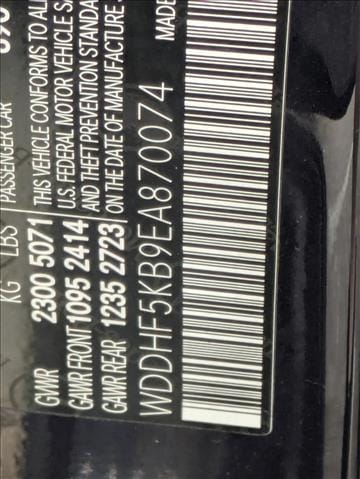 KG LBS
GVWR 2300 5071
GAWR FRONT 1095 2414
GAWR REAR 1235 2723
PASSENGER CAR
THIS VEHICLE CONFORMS TO ALL
U.S. FEDERAL MOTOR VEHICLE SA
AND THEFT PREVENTION STANDA
ON THE DATE OF MANUFACTURE
MADE
WDDHF5KB9EA870074